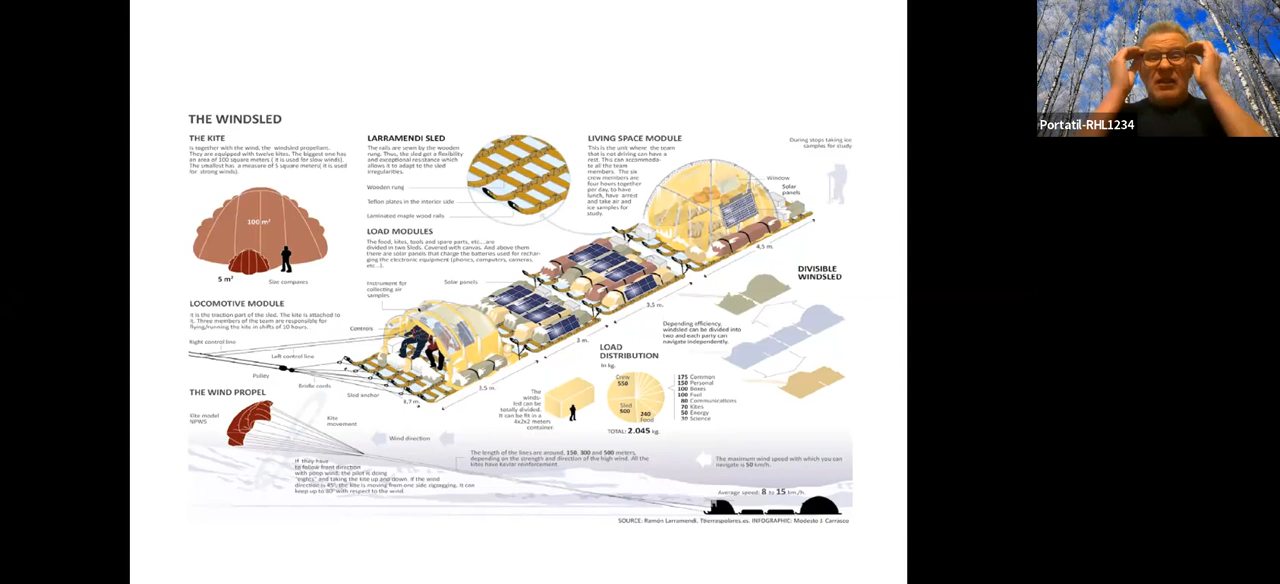 THE WINDSLED
THE KITE
is together with the wind, the windsled propellant.
They are equipped with twelve kites. The biggest one has
an area of 100 square meters ( it is used for slow winds).
The smallest has a measure of 5 square meters( it is used
for strong winds).
100 m²
5 m²
Size compares
LARRAMENDI SLED
The rails are sewn by the wooden
rung. Thus, the sled get a flexibility
and exceptional resistance which
allows it to adapt to the sled
irregularities.
Wooden rung
Teflon plates in the interior side
Laminated maple wood rails
LIVING SPACE MODULE
This is the unit where the team
that is not driving can have a
rest. This can accommoda-
te all the team
members. The six
crew members are
four hours together
per day, to have
lunch, have arrest
and take air and
ice samples for
study.
During stops taking ice
samples for study
Window
Solar
panels
4,5 m.
LOAD MODULES
The food, kites, tools and spare parts, etc...are
divided in two Sleds. Covered with canvas. And above them
there are solar panels that charge the batteries used for rechar-
ging the electronic equipment (phones, computers, cameras,
etc...).
Instrument for
collecting air
samples
Solar panels
3,5 m.
3 m.
DIVISIBLE
WINDSLED
Depending efficiency,
windsled can be divided into
two and each party can
navigate independently.
LOCOMOTIVE MODULE
It is the traction part of the sled. The kite is attached to
it. Three members of the team are responsible for
flying/running the kite in shifts of 10 hours.
Controls
Right control line
Left control line
Pulley
Bridle cords
Sled anchor
3,5 m.
3,7 m.
The
winds-
led can be
totally divided.
It can be fit in a
4x2x2 meters
container.
LOAD
DISTRIBUTION
In kg.
Crew
550
Sled
500
240
Food
175 Common
150 Personal
100 Boxes
100 Fuel
80 Communications
70 Kites
50 Energy
30 Science
TOTAL: 2.045 kg.
THE WIND PROPEL
Kite model
NPWS
Kite
movement
Wind direction
If they have
to follow front direction
with poop wind, the pilot is doing
"eights" and taking the kite up and down. If the wind
direction is 45º, the kite is moving from one side zigzagging. It can
keep up to 80º with respect to the wind.
The length of the lines are around, 150, 300 and 500 meters,
depending on the strength and direction of the high wind. All the
kites have Kevlar reinforcement
The maximum wind speed with which you can
navigate is 50 km/h.
Average speed: 8 to 15 km/h.
SOURCE: Ramón Larramendi, Ttierraspolares.es. INFOGRAPHIC: Modesto J. Carrasco
Portatil-RHL1234